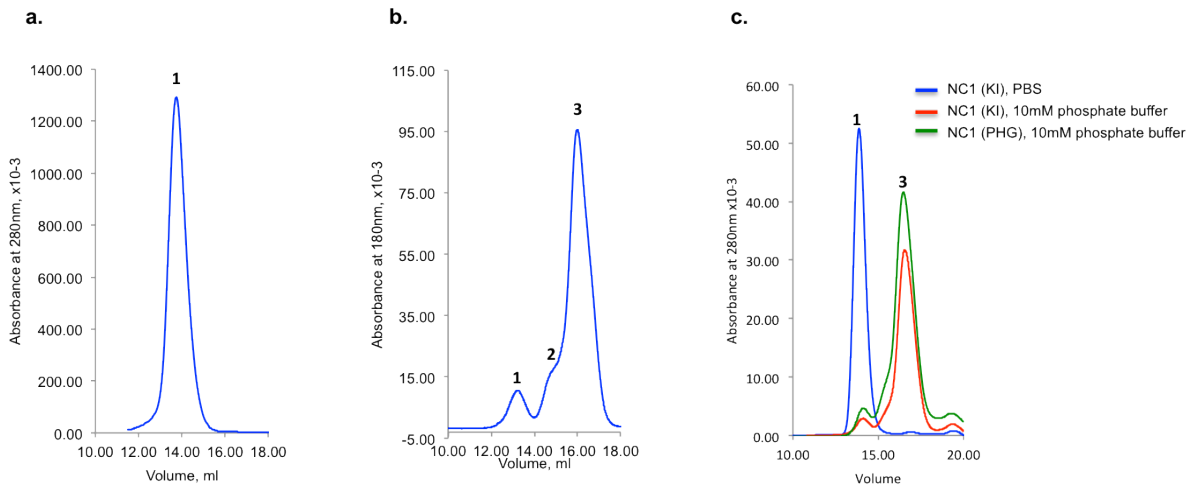 a.
1400.00
1200.00
1000.00
800.00
600.00
400.00
200.00
0.00
10.00 12.00 14.00 16.00 18.00
Absorbance at 280nm, x10-3
Volume, ml
1
b.
115.00
95.00
75.00
55.00
35.00
15.00
-5.00
10.00 12.00 14.00 16.00 18.00
Absorbance at 180nm, x10-3
Volume, ml
1
2
3
c.
60.00
50.00
40.00
30.00
20.00
10.00
0.00
10.00 15.00 20.00
Absorbance at 280nm x10-3
Volume
1
3
NC1 (KI), PBS
NC1 (KI), 10mM phosphate buffer
NC1 (PHG), 10mM phosphate buffer